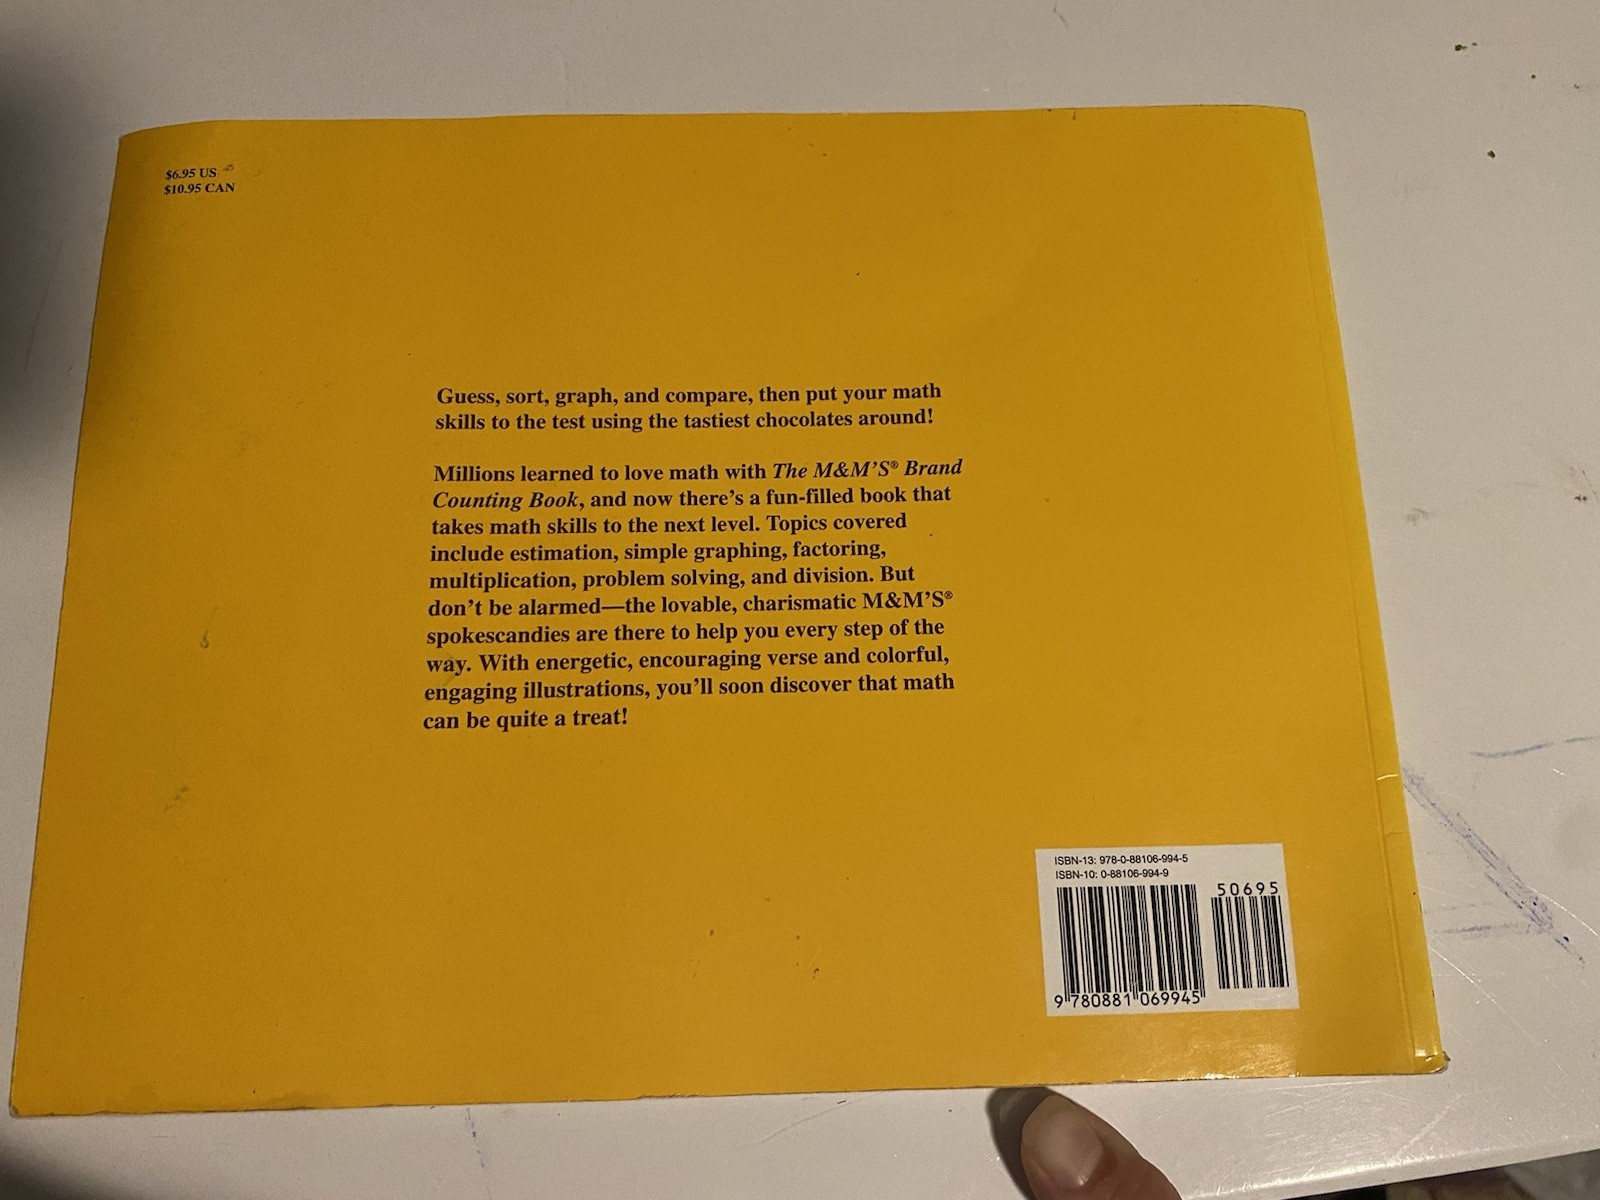 $6.95 US
$10.95 CAN
Guess, sort, graph, and compare, then put your math
skills to the test using the tastiest chocolates around!
Millions learned to love math with The M&M'S® Brand
Counting Book, and now there's a fun-filled book that
takes math skills to the next level. Topics covered
include estimation, simple graphing, factoring,
multiplication, problem solving, and division. But
don't be alarmed—the lovable, charismatic M&M'S®
spokescandies are there to help you every step of the
way. With energetic, encouraging verse and colorful,
engaging illustrations, you'll soon discover that math
can be quite a treat!
ISBN-13: 978-0-88106-994-5
ISBN-10: 0-88106-994-9
50695
9 780881 069945